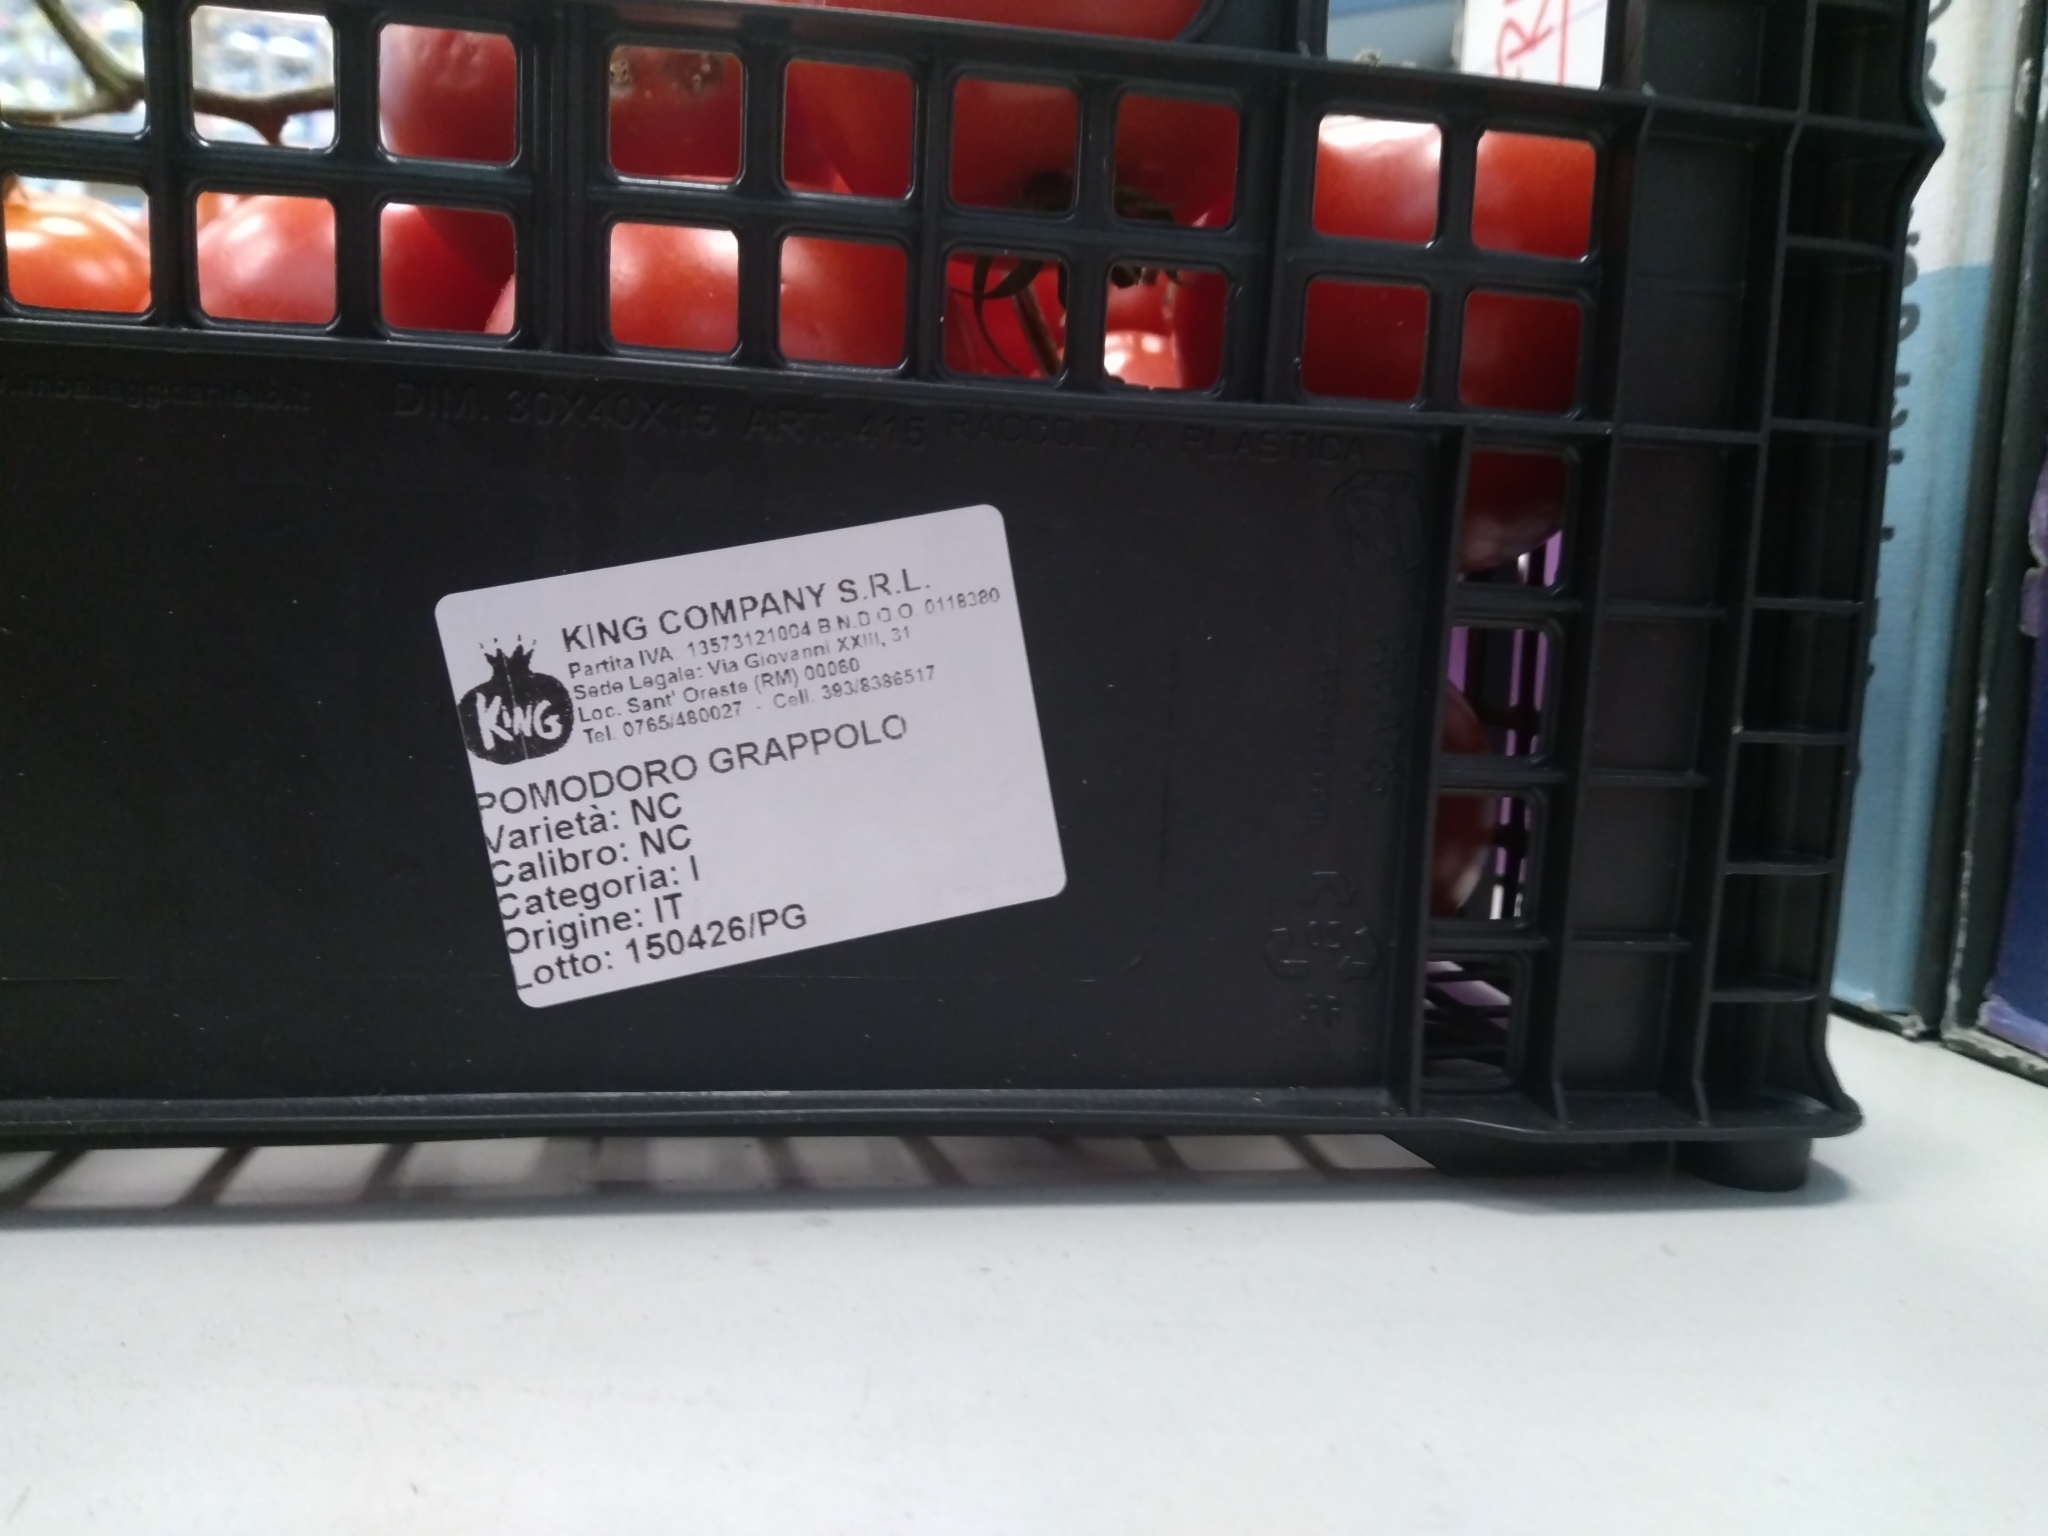 DIM. 30X40X15 ART. 415 RACCOLTA PLASTICA
KING COMPANY S.R.L.
Partita IVA 13573121004 B.N.D.O.O. 0118380
Sede Legale: Via Giovanni XXIII, 31
Loc. Sant' Oreste (RM) 00060
Tel. 0765/480027 - Cell. 393/8386517
KING
POMODORO GRAPPOLO
Varietà: NC
Calibro: NC
Categoria: I
Origine: IT
Lotto: 150426/PG